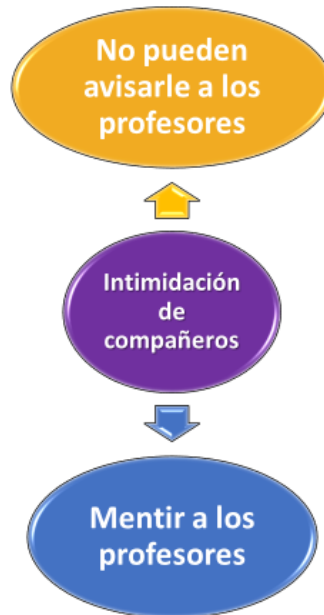 No pueden
avisarle a los
profesores
Intimidación
de
compañeros
Mentir a los
profesores